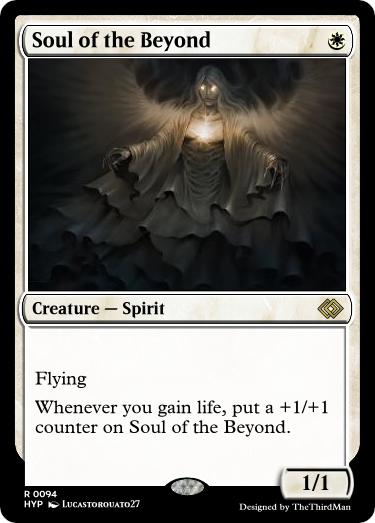 Soul of the Beyond
Creature — Spirit
Flying
Whenever you gain life, put a +1/+1
counter on Soul of the Beyond.
1/1
R 0094
HYP LUCASTOROUATO27
Designed by TheThirdMan